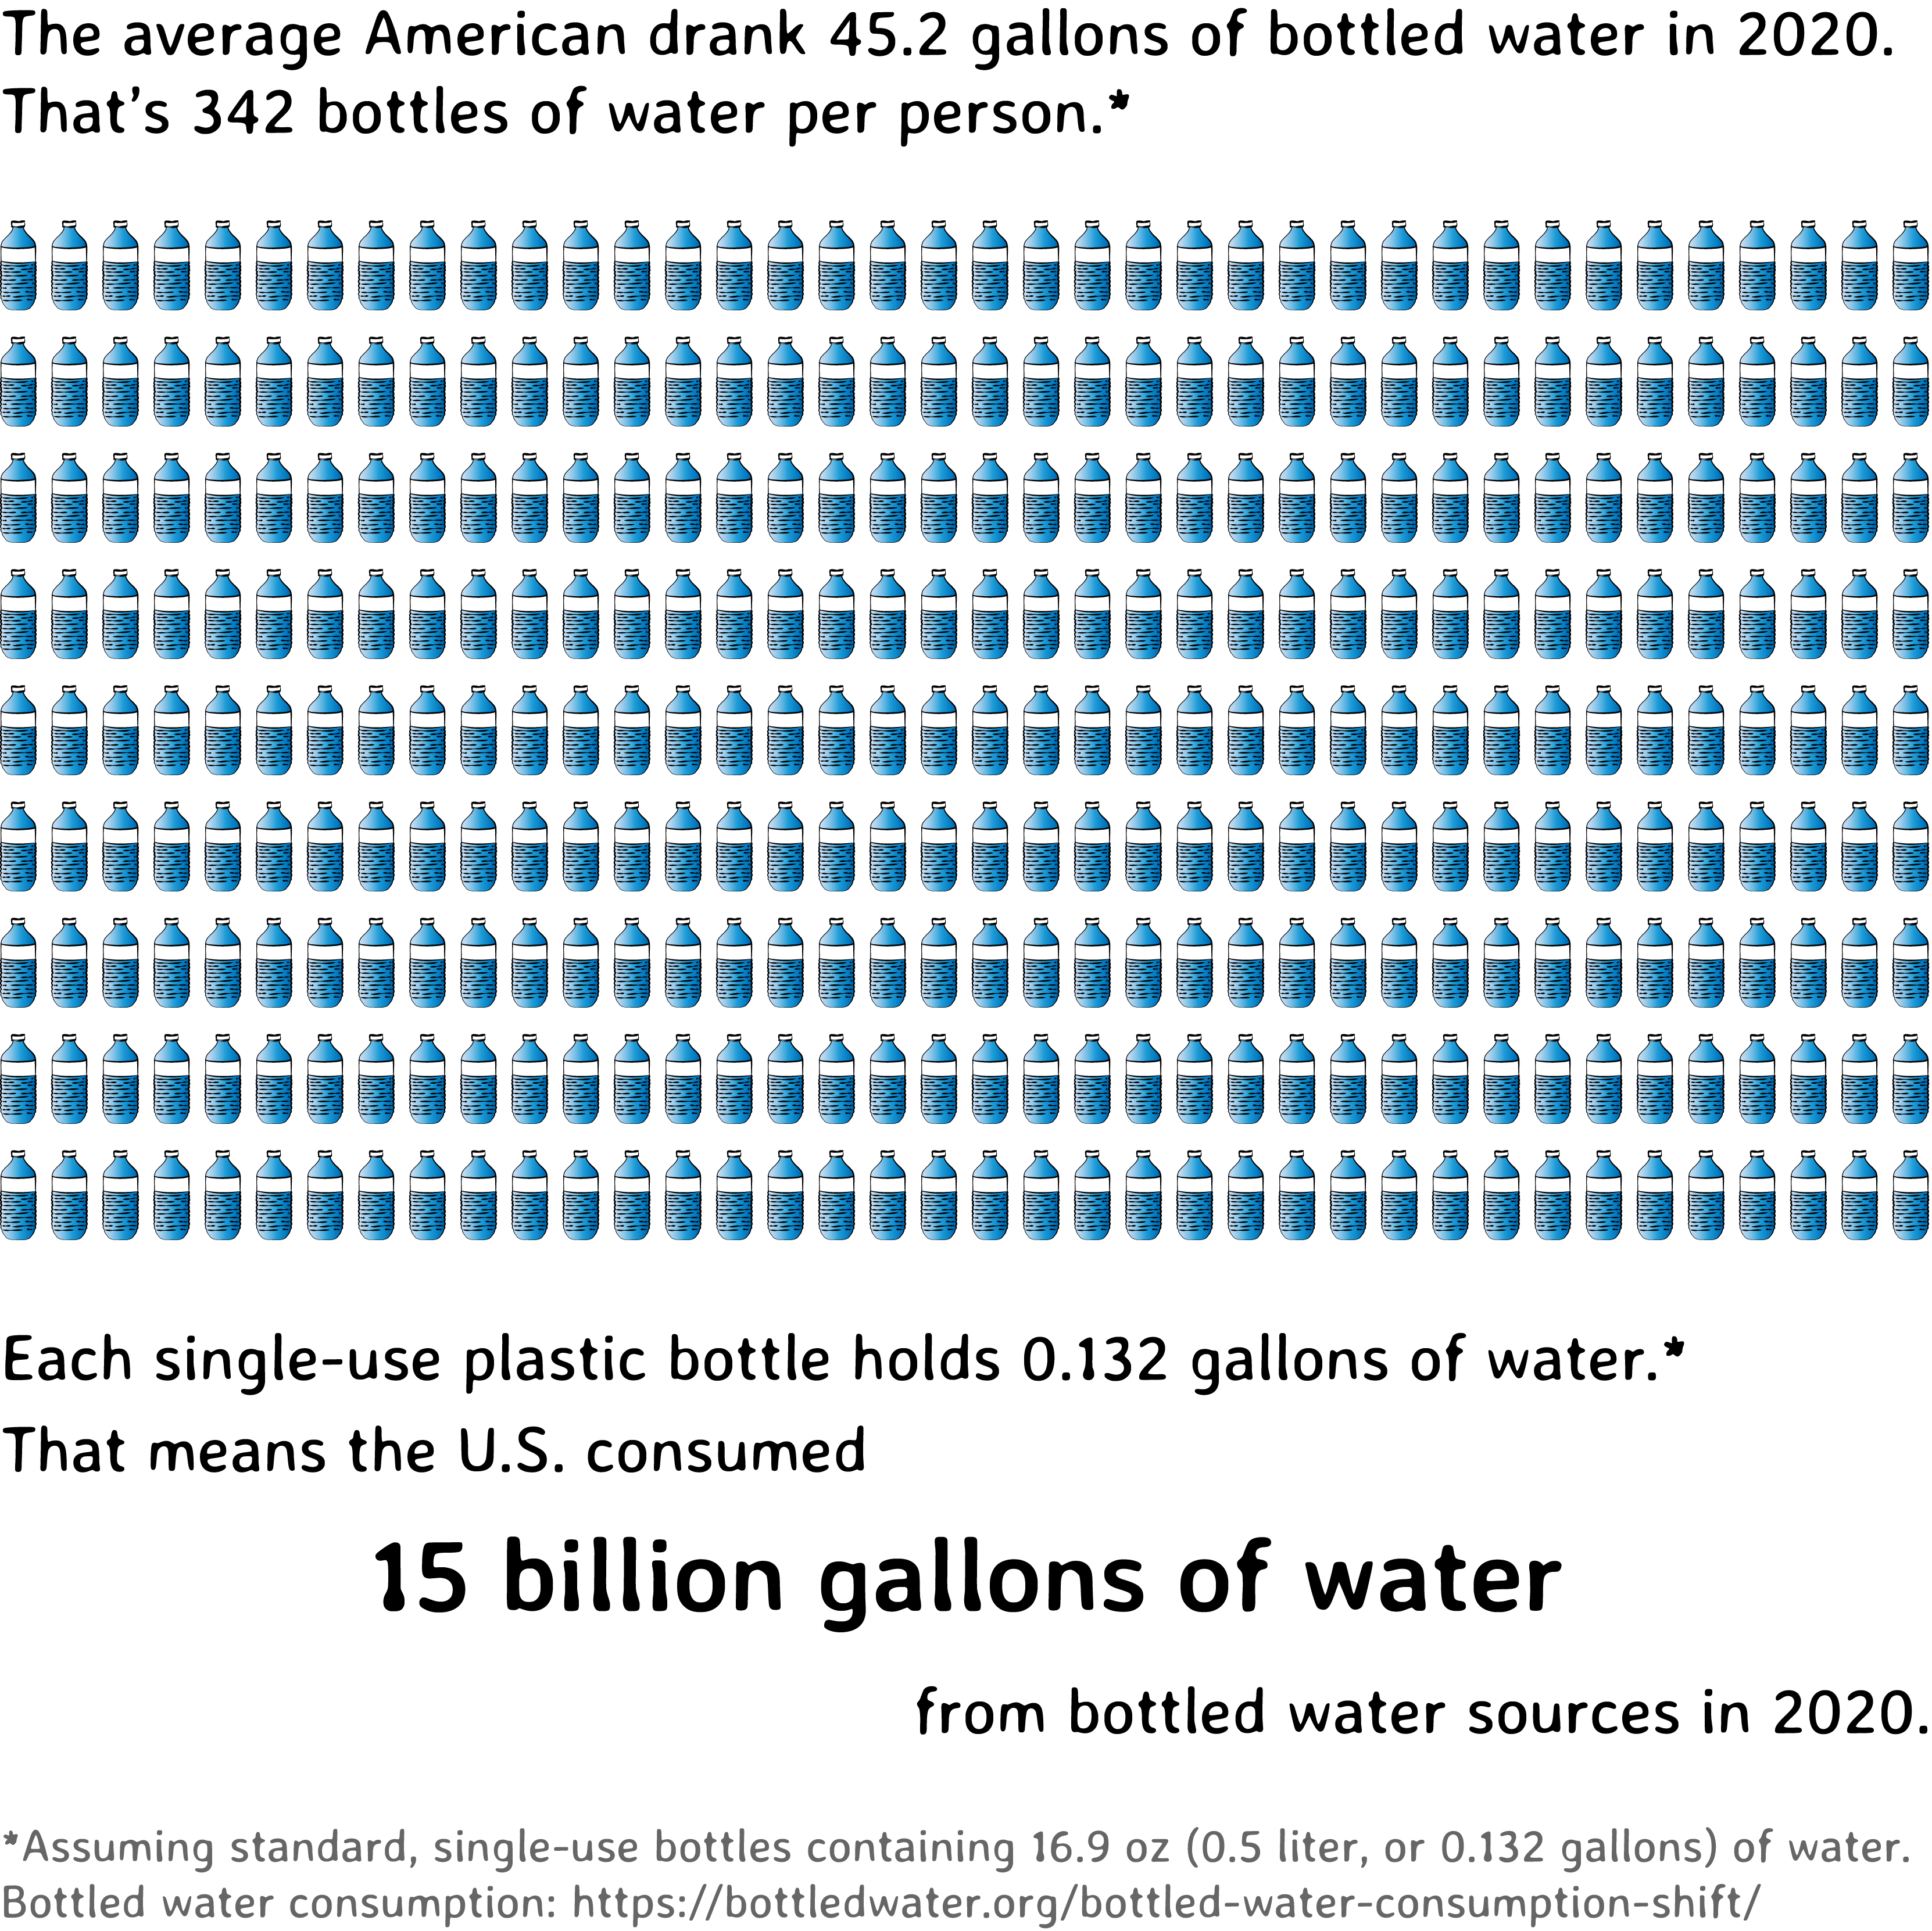 The average American drank 45.2 gallons of bottled water in 2020.
That’s 342 bottles of water per person.*
Each single-use plastic bottle holds 0.132 gallons of water.*
That means the U.S. consumed
15 billion gallons of water
from bottled water sources in 2020.
*Assuming standard, single-use bottles containing 16.9 oz (0.5 liter, or 0.132 gallons) of water.
Bottled water consumption: https://bottledwater.org/bottled-water-consumption-shift/